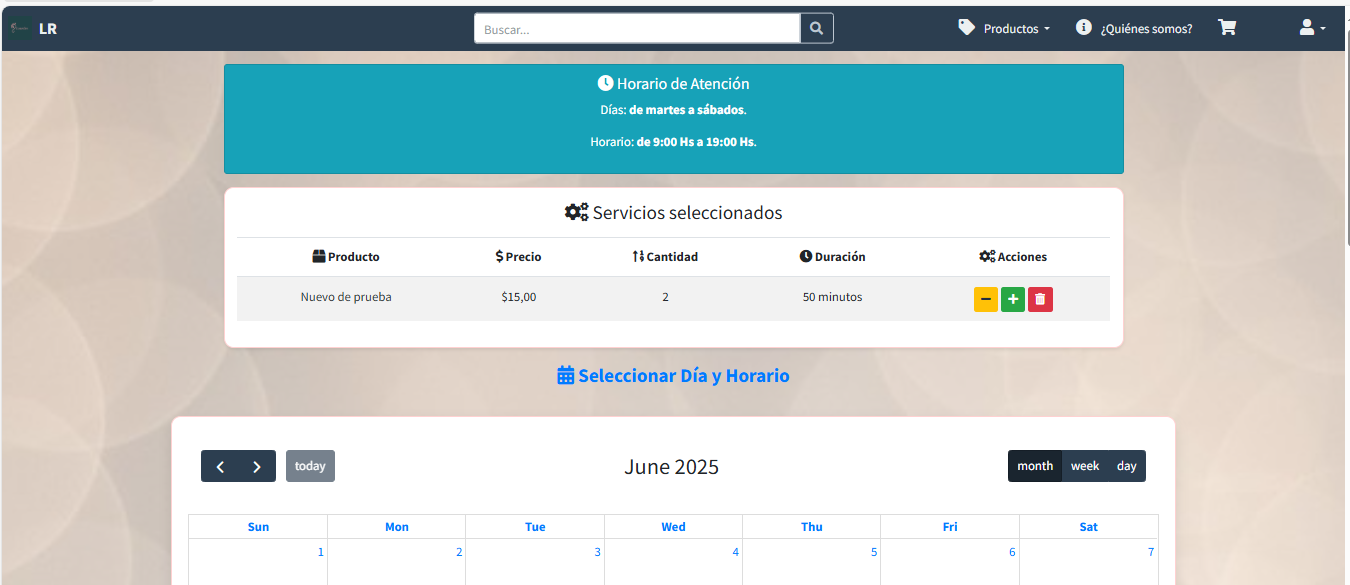 LR
Buscar...
Productos
¿Quiénes somos?
Horario de Atención
Días: de martes a sábados.
Horario: de 9:00 Hs a 19:00 Hs.
Servicios seleccionados
Producto Precio Cantidad Duración Acciones
Nuevo de prueba $15,00 2 50 minutos
Seleccionar Día y Horario
today
June 2025
month week day
Sun Mon Tue Wed Thu Fri Sat
1 2 3 4 5 6 7